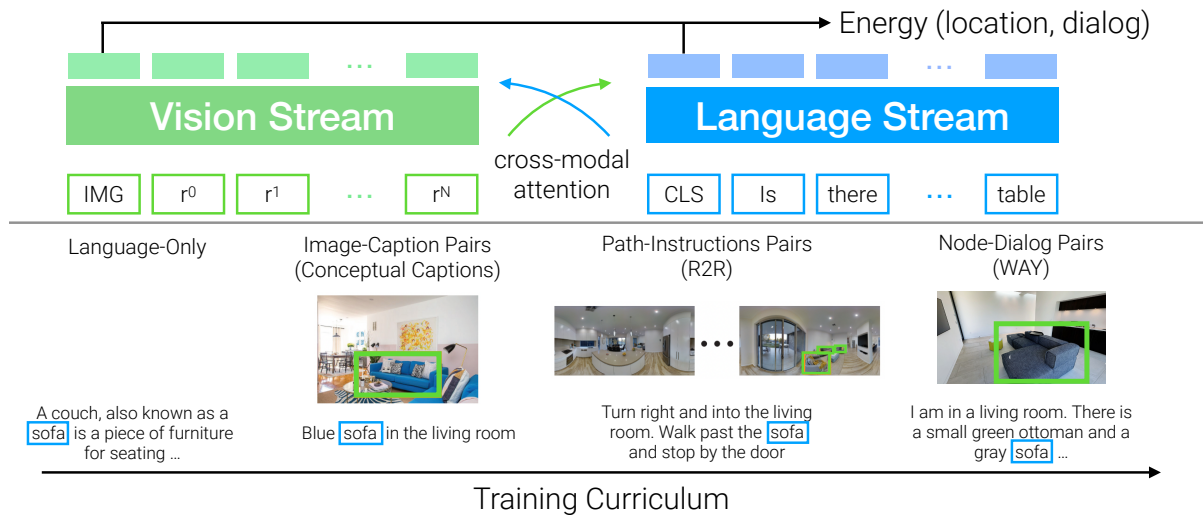 Energy (location, dialog)
...
...
Vision Stream
Language Stream
cross-modal
attention
IMG
r⁰
r¹
...
rᴺ
CLS
Is
there
...
table
Language-Only
Image-Caption Pairs
(Conceptual Captions)
Path-Instructions Pairs
(R2R)
Node-Dialog Pairs
(WAY)
...
A couch, also known as a
sofa is a piece of furniture
for seating ...
Blue sofa in the living room
Turn right and into the living
room. Walk past the sofa
and stop by the door
I am in a living room. There is
a small green ottoman and a
gray sofa ...
Training Curriculum